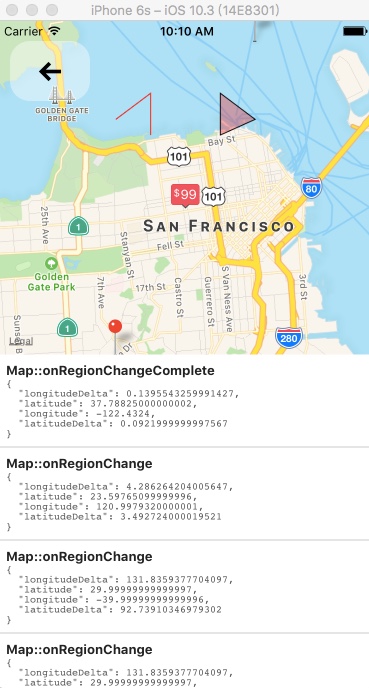 iPhone 6s – iOS 10.3 (14E8301)
Carrier
10:10 AM
GOLDEN GATE
BRIDGE
Bay St
101
80
$99
101
SAN FRANCISCO
25th Ave
1
Stanyan St
Fell St
Golden
Gate Park
7th Ave
17th St
Castro St
Guerrero St
S Van Ness Ave
3rd St
Sunset B
1
280
Legal
Map::onRegionChangeComplete
{
"longitudeDelta": 0.1395543259991427,
"latitude": 37.78825000000002,
"longitude": -122.4324,
"latitudeDelta": 0.0921999999997567
}
Map::onRegionChange
{
"longitudeDelta": 4.286264204005647,
"latitude": 23.59765099999996,
"longitude": 120.9979320000001,
"latitudeDelta": 3.492724000019521
}
Map::onRegionChange
{
"longitudeDelta": 131.8359377704097,
"latitude": 29.99999999999997,
"longitude": -39.99999999999996,
"latitudeDelta": 92.73910346979302
}
Map::onRegionChange
{
"longitudeDelta": 131.8359377704097,
"latitude": 29.99999999999997,